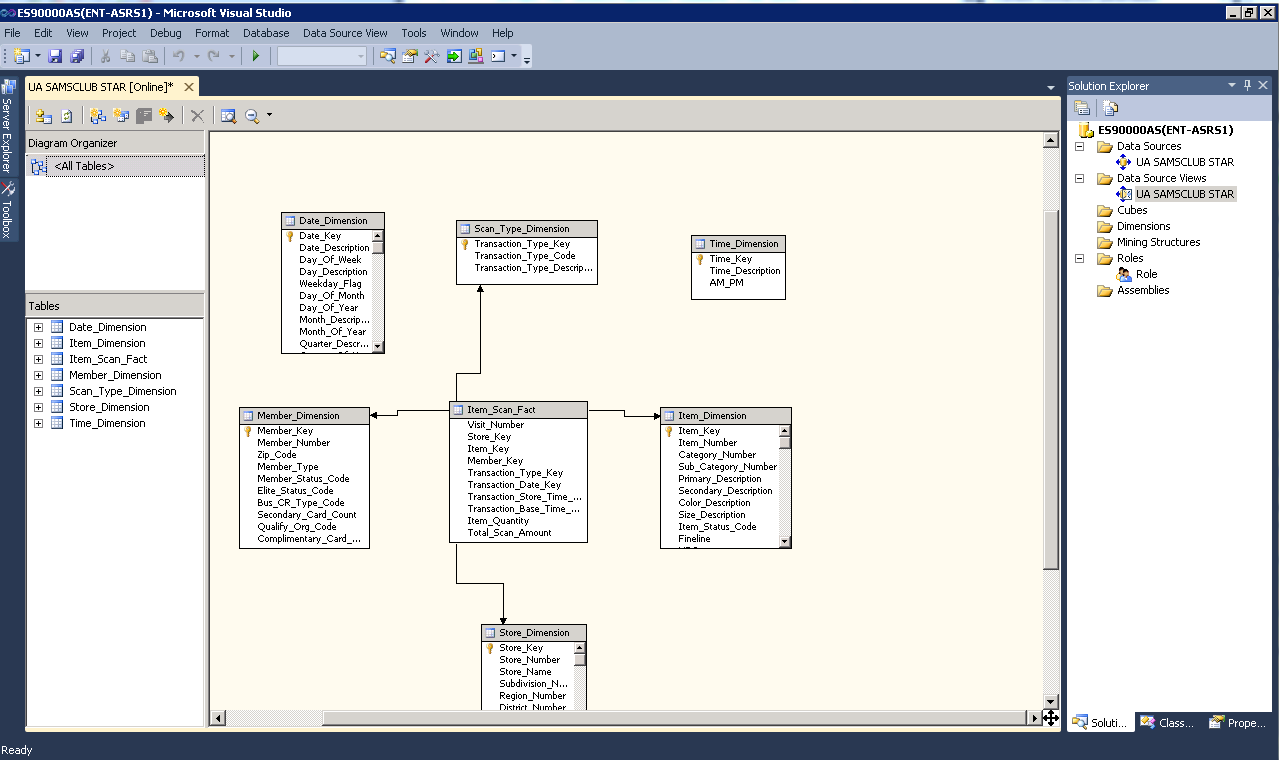 ES90000AS(ENT-ASRS1) - Microsoft Visual Studio
File Edit View Project Debug Format Database Data Source View Tools Window Help
Server Explorer
Toolbox
UA SAMSCLUB STAR [Online]*
Diagram Organizer
<All Tables>
Tables
Date_Dimension
Item_Dimension
Item_Scan_Fact
Member_Dimension
Scan_Type_Dimension
Store_Dimension
Time_Dimension
Date_Dimension
Date_Key
Date_Description
Day_Of_Week
Day_Description
Weekday_Flag
Day_Of_Month
Day_Of_Year
Month_Descrip...
Month_Of_Year
Quarter_Descr...
Scan_Type_Dimension
Transaction_Type_Key
Transaction_Type_Code
Transaction_Type_Descrip...
Time_Dimension
Time_Key
Time_Description
AM_PM
Member_Dimension
Member_Key
Member_Number
Zip_Code
Member_Type
Member_Status_Code
Elite_Status_Code
Bus_CR_Type_Code
Secondary_Card_Count
Qualify_Org_Code
Complimentary_Card_...
Item_Scan_Fact
Visit_Number
Store_Key
Item_Key
Member_Key
Transaction_Type_Key
Transaction_Date_Key
Transaction_Store_Time_...
Transaction_Base_Time_...
Item_Quantity
Total_Scan_Amount
Item_Dimension
Item_Key
Item_Number
Category_Number
Sub_Category_Number
Primary_Description
Secondary_Description
Color_Description
Size_Description
Item_Status_Code
Fineline
Store_Dimension
Store_Key
Store_Number
Store_Name
Subdivision_N...
Region_Number
District_Number
Solution Explorer
ES90000AS(ENT-ASRS1)
Data Sources
UA SAMSCLUB STAR
Data Source Views
UA SAMSCLUB STAR
Cubes
Dimensions
Mining Structures
Roles
Role
Assemblies
Soluti... Class... Prope...
Ready